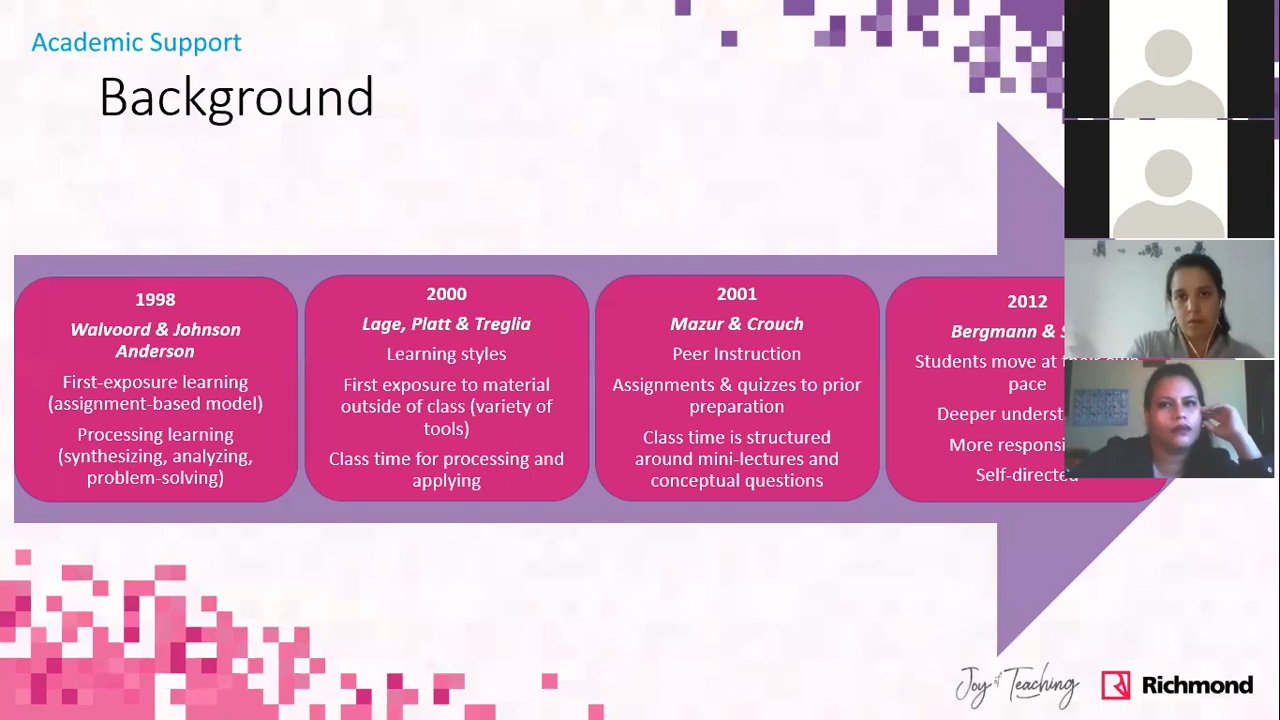 Academic Support
Background
1998
Walvoord & Johnson
Anderson
First-exposure learning
(assignment-based model)
Processing learning
(synthesizing, analyzing,
problem-solving)
2000
Lage, Platt & Treglia
Learning styles
First exposure to material
outside of class (variety of
tools)
Class time for processing and
applying
2001
Mazur & Crouch
Peer Instruction
Assignments & quizzes to prior
preparation
Class time is structured
around mini-lectures and
conceptual questions
2012
Bergmann &
Students move at their own
pace
Deeper
More
Self-directed
Joy of Teaching
Richmond